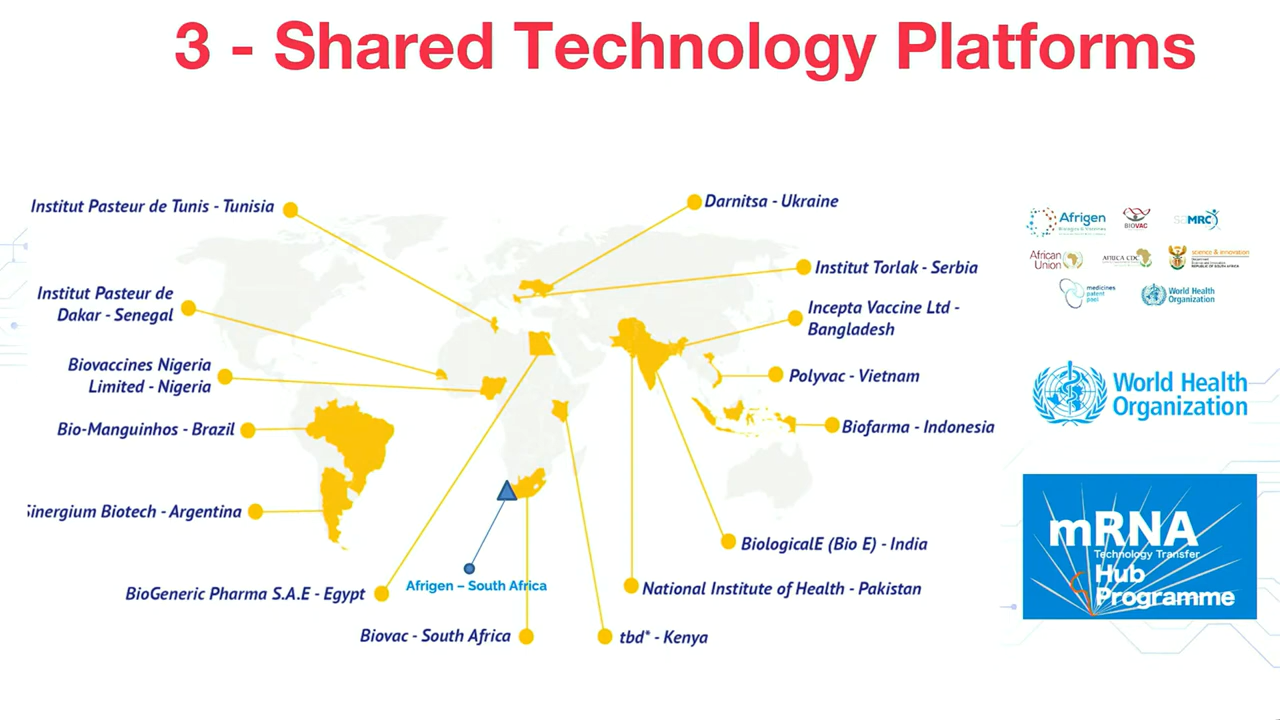 3 - Shared Technology Platforms
Institut Pasteur de Tunis - Tunisia
Darnitsa - Ukraine
Institut Torlak - Serbia
Institut Pasteur de
Dakar - Senegal
Incepta Vaccine Ltd -
Bangladesh
Biovaccines Nigeria
Limited - Nigeria
Polyvac - Vietnam
Bio-Manguinhos - Brazil
Biofarma - Indonesia
Sinergium Biotech - Argentina
BiologicalE (Bio E) - India
BioGeneric Pharma S.A.E - Egypt
Afrigen – South Africa
National Institute of Health - Pakistan
Biovac - South Africa
tbd* - Kenya
Afrigen
BIOVAC
saMRC
African
Union
AFRICA CDC
science & innovation
REPUBLIC OF SOUTH AFRICA
medicines
patent
pool
World Health
Organization
World Health
Organization
mRNA
Technology Transfer
Hub
Programme